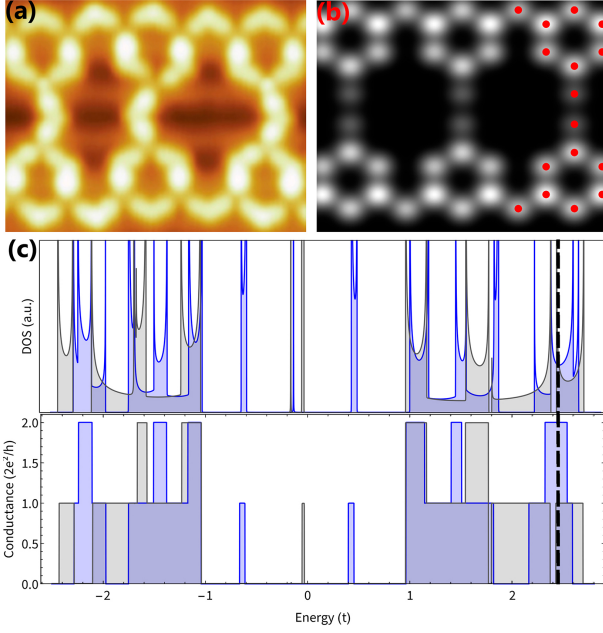 (a)
(b)
(c)
DOS (a.u.)
Conductance (2e²/h)
2.0
1.5
1.0
0.5
0.0
−2 −1 0 1 2
Energy (t)